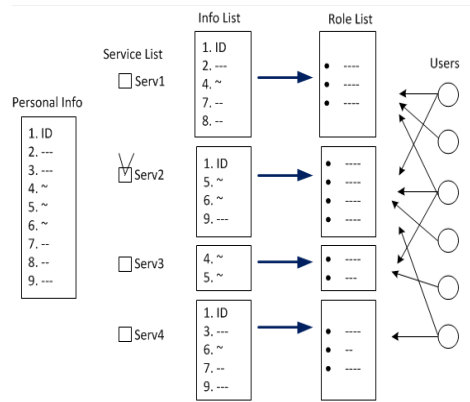 Info List
Role List
Service List
Users
Personal Info
1. ID
2. ---
3. ---
4. ~
5. ~
6. ~
7. --
8. --
9. ---
Serv1
1. ID
2. ---
4. ~
7. --
8. --
• ----
• ----
• ----
Serv2
1. ID
5. ~
6. ~
9. ---
• ----
• ----
• ----
• ----
Serv3
4. ~
5. ~
• ----
• ---
Serv4
1. ID
3. ---
6. ~
7. --
9. ---
• ----
• --
• ----